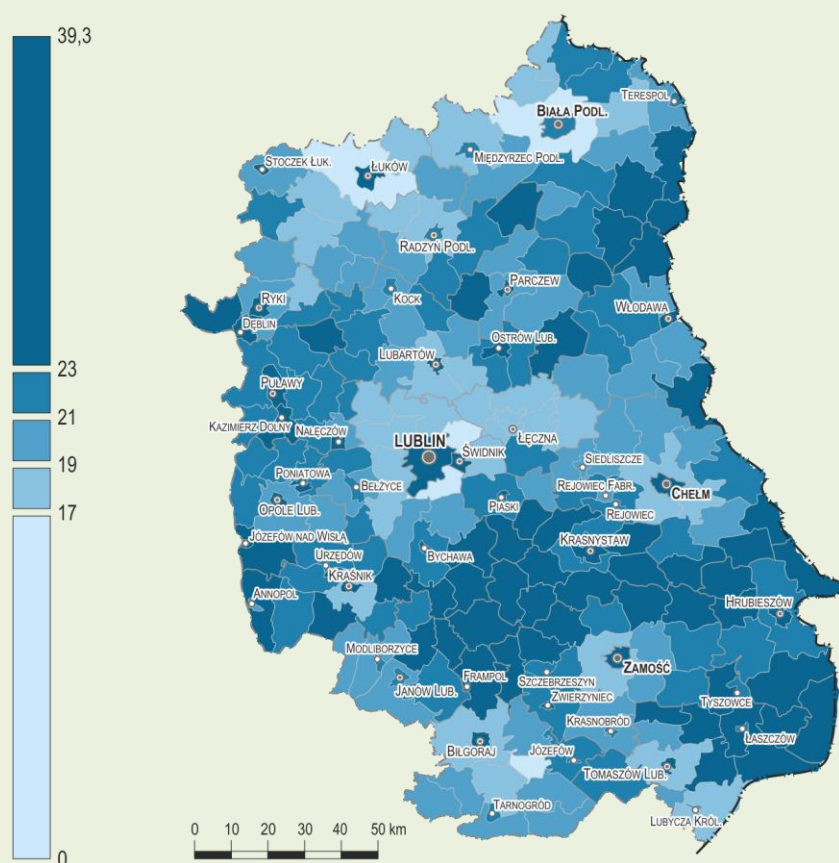 39,3
23
21
19
17
0
TERESPOL
BIAŁA PODL.
MIĘDZYRZEC PODL.
STOCZEK ŁUK.
ŁUKÓW
RADZYŃ PODL.
PARCZEW
KOCK
RYKI
WŁODAWA
DĘBLIN
OSTRÓW LUB.
LUBARTÓW
PUŁAWY
KAZIMIERZ DOLNY
NAŁĘCZÓW
LUBLIN
ŁĘCZNA
ŚWIDNIK
SIEDLISZCZE
PONIATOWA
BEŁŻYCE
REJOWIEC FABR.
CHEŁM
OPOLE LUB.
PIASKI
REJOWIEC
JÓZEFÓW NAD WISŁĄ
KRASNYSTAW
URZĘDÓW
BYCHAWA
KRAŚNIK
ANNOPOL
HRUBIESZÓW
MODLIBORZYCE
ZAMOŚĆ
FRAMPOL
SZCZEBRZESZYN
JANÓW LUB.
ZWIERZYNIEC
TYSZOWCE
KRASNOBRÓD
ŁASZCZÓW
BIŁGORAJ
JÓZEFÓW
TOMASZÓW LUB.
TARNOGRÓD
LUBYCZA KRÓL.
0 10 20 30 40 50 km